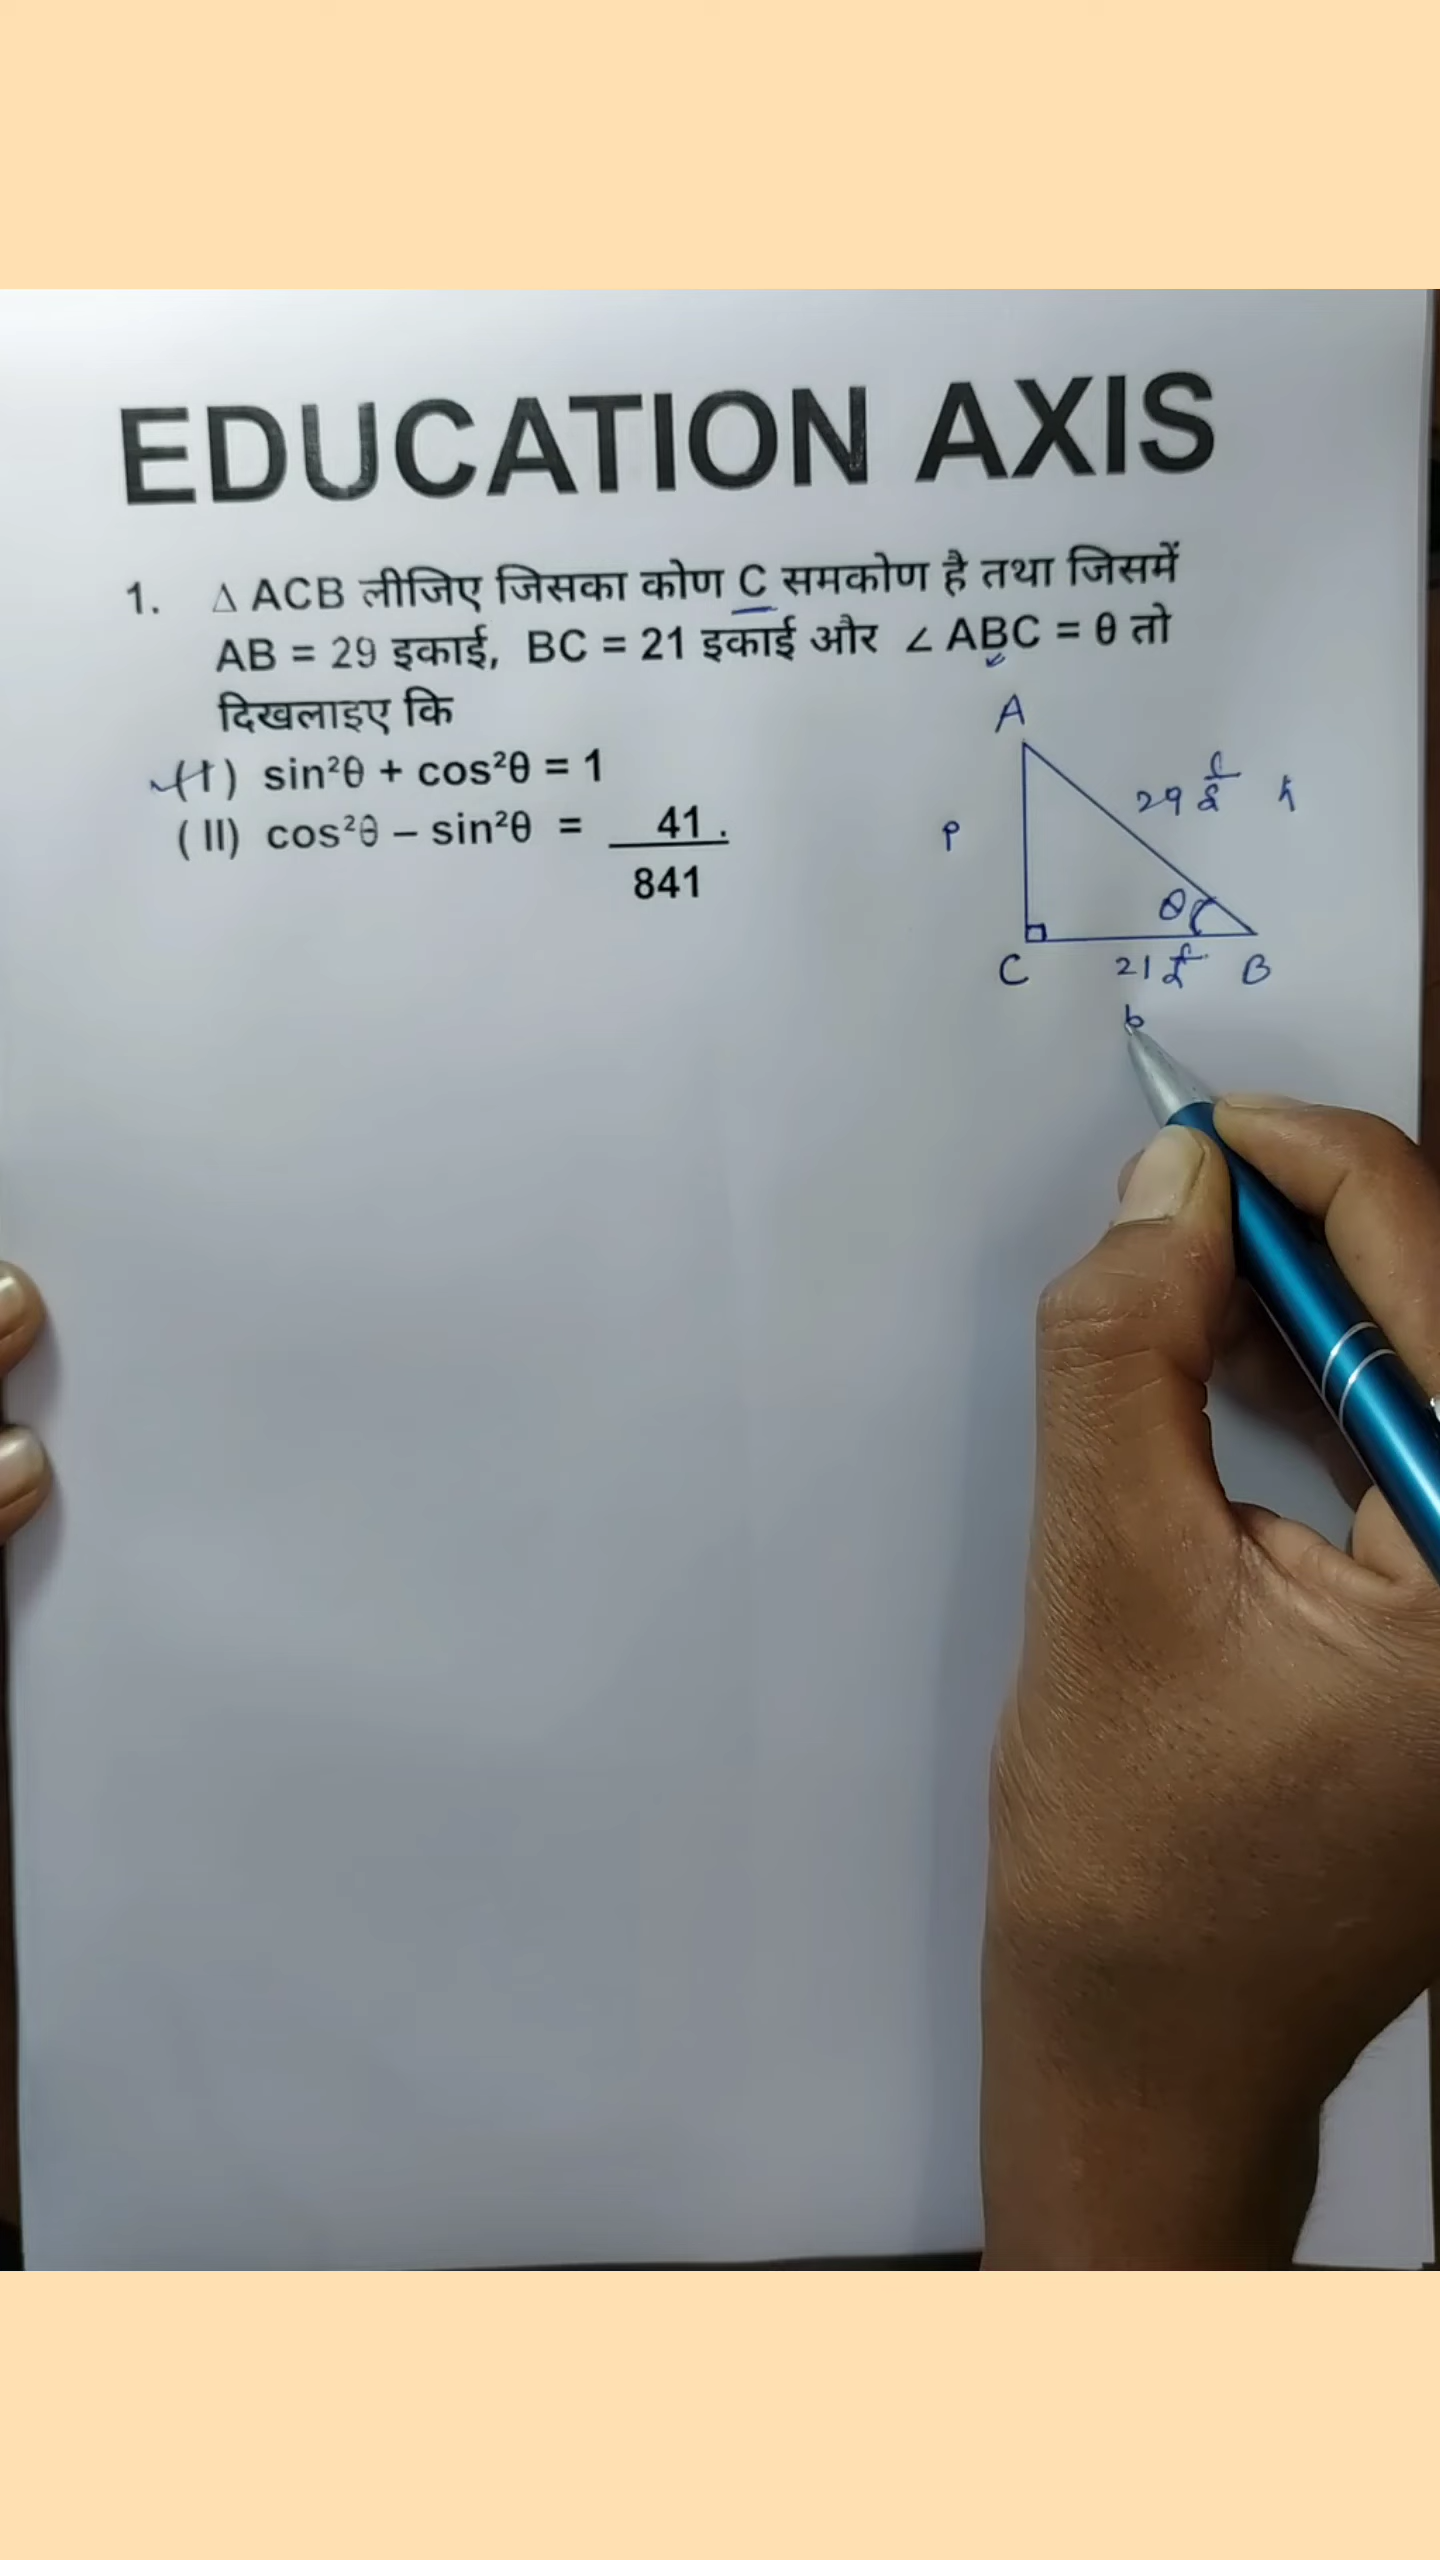 EDUCATION AXIS
1. Δ ACB लीजिए जिसका कोण C समकोण है तथा जिसमें
AB = 29 इकाई, BC = 21 इकाई और ∠ ABC = θ तो
दिखलाइए कि
(I) sin²θ + cos²θ = 1
(II) cos²θ – sin²θ = 41.
841
A
29 ई h
P
θ
C 21 ई B
b